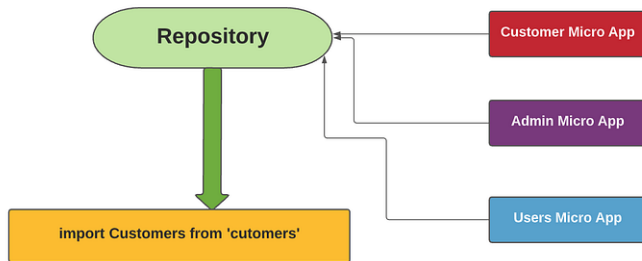 Repository
Customer Micro App
Admin Micro App
Users Micro App
import Customers from 'cutomers'